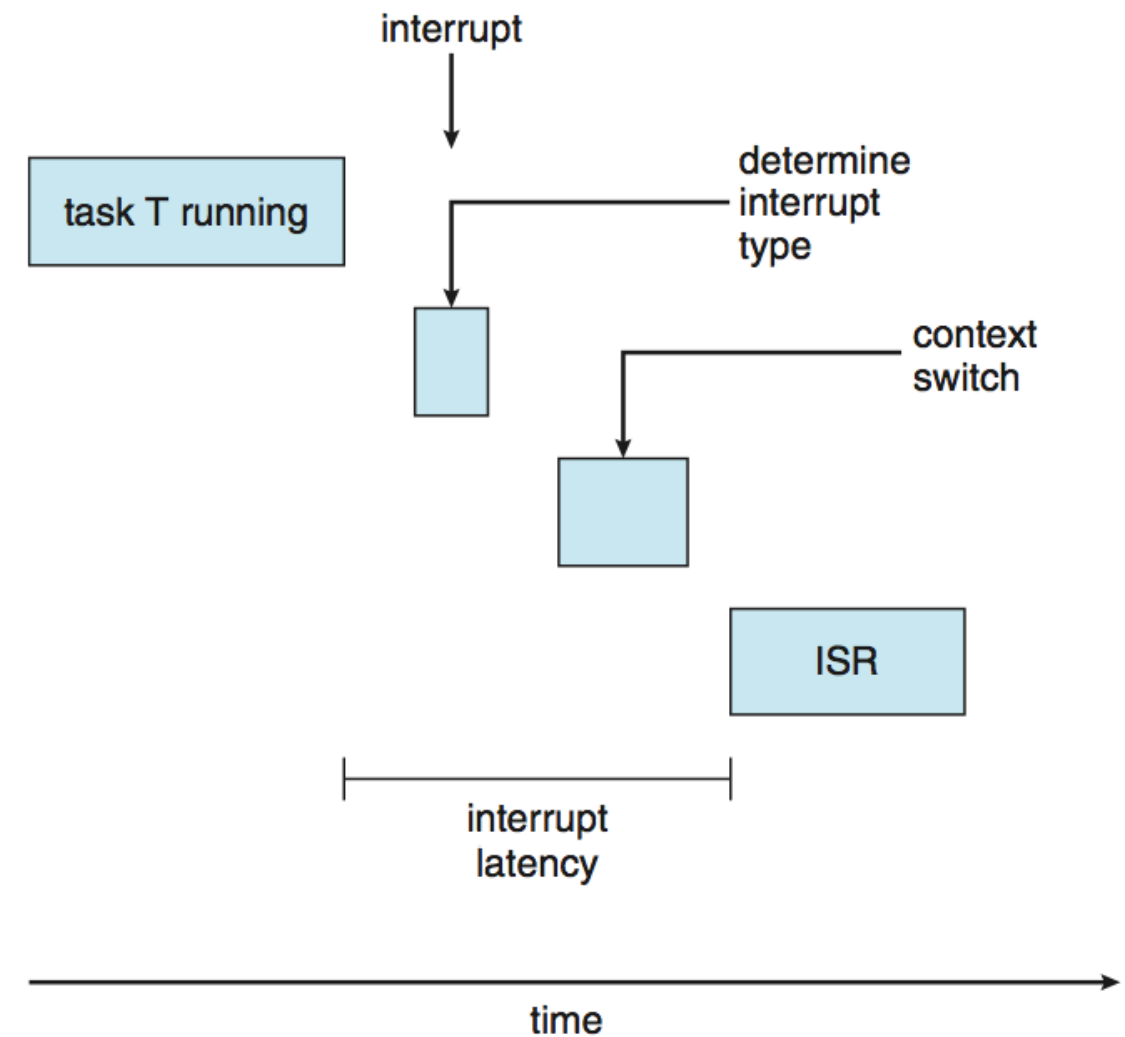 interrupt
task T running
determine
interrupt
type
context
switch
ISR
interrupt
latency
time